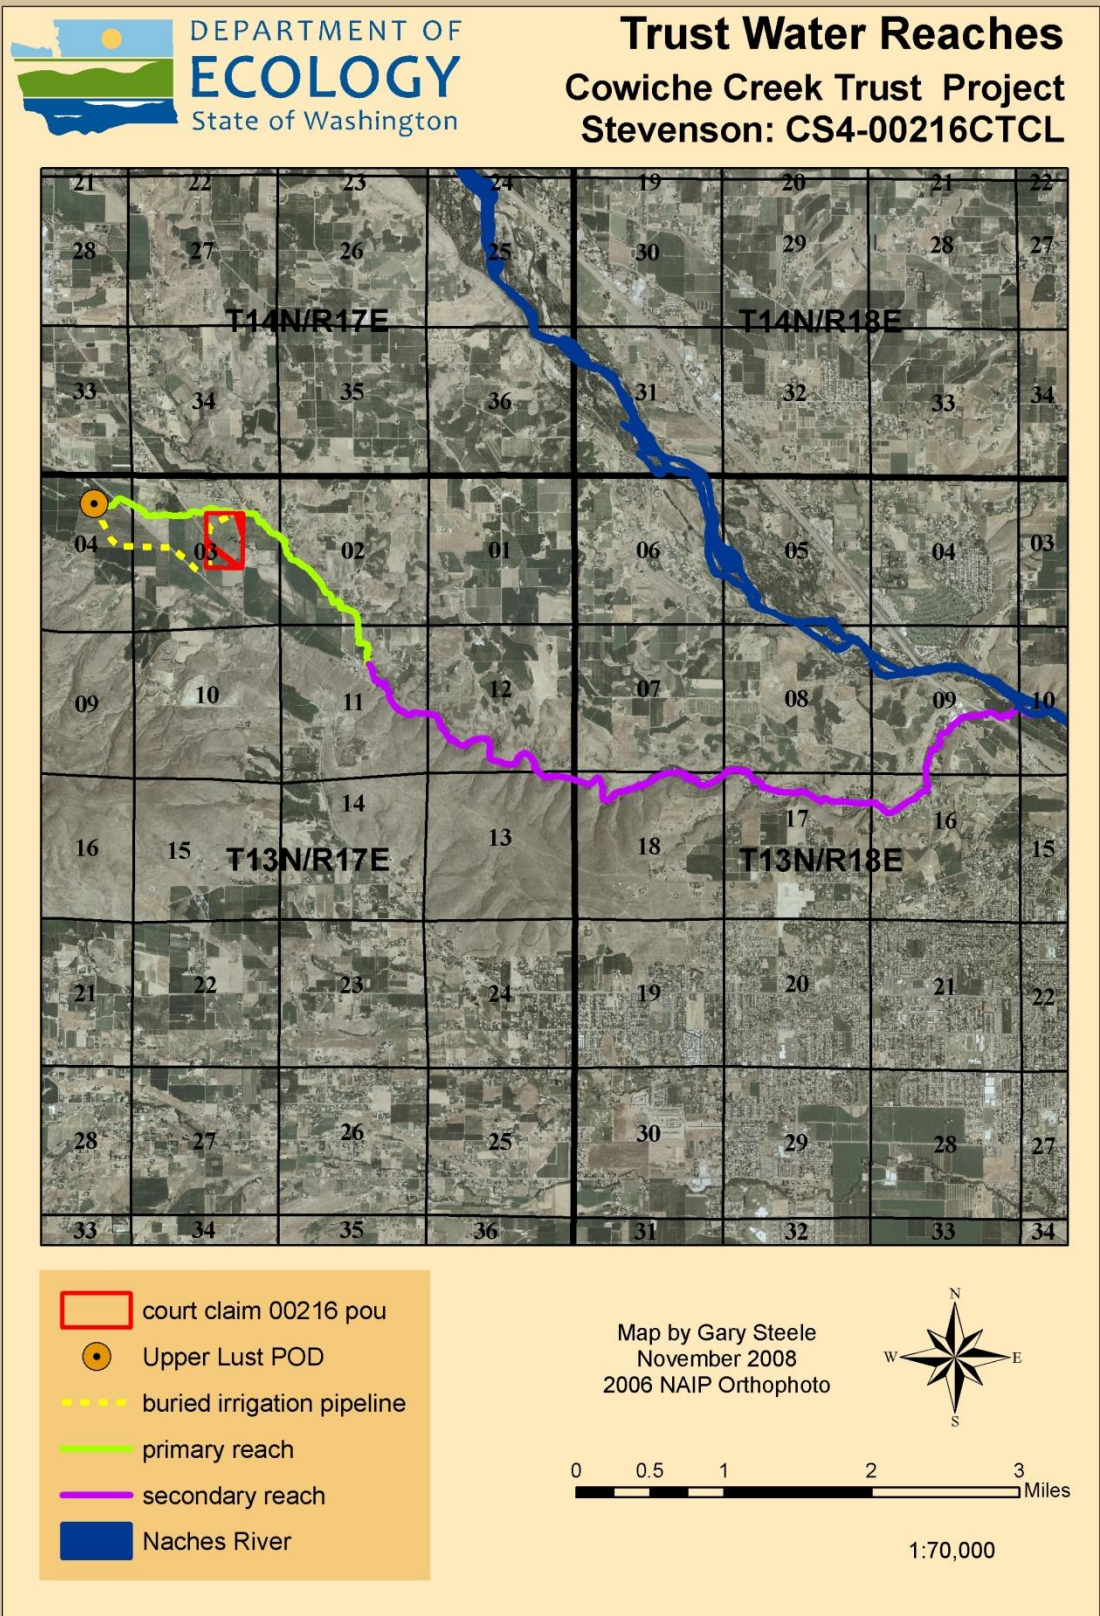 DEPARTMENT OF
ECOLOGY
State of Washington
Trust Water Reaches
Cowiche Creek Trust Project
Stevenson: CS4-00216CTCL
21 22 23 24 19 20 21 22
28 27 26 25 30 29 28 27
T14N/R17E T14N/R18E
33 34 35 36 31 32 33 34
04 03 02 01 06 05 04 03
09 10 11 12 07 08 09 10
16 15 14 13 18 17 16 15
T13N/R17E T13N/R18E
21 22 23 24 19 20 21 22
28 27 26 25 30 29 28 27
33 34 35 36 31 32 33 34
court claim 00216 pou
Upper Lust POD
buried irrigation pipeline
primary reach
secondary reach
Naches River
Map by Gary Steele
November 2008
2006 NAIP Orthophoto
N
W E
S
0 0.5 1 2 3
Miles
1:70,000